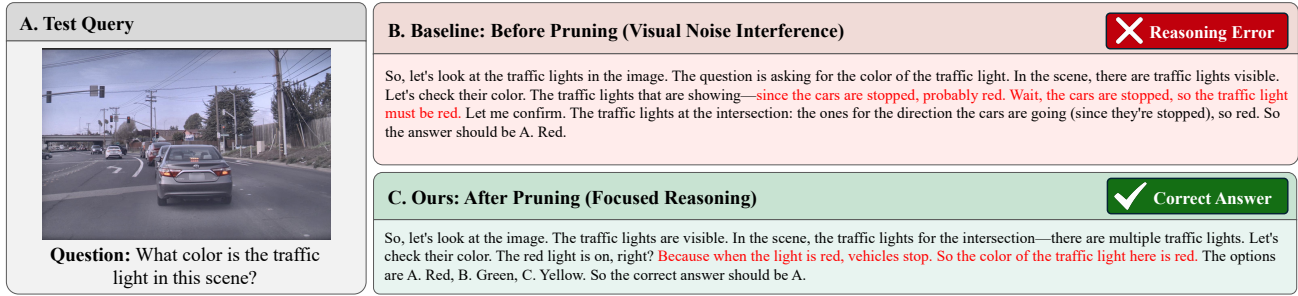 A. Test Query
Question: What color is the traffic
light in this scene?
B. Baseline: Before Pruning (Visual Noise Interference)
Reasoning Error
So, let's look at the traffic lights in the image. The question is asking for the color of the traffic light. In the scene, there are traffic lights visible.
Let's check their color. The traffic lights that are showing—since the cars are stopped, probably red. Wait, the cars are stopped, so the traffic light
must be red. Let me confirm. The traffic lights at the intersection: the ones for the direction the cars are going (since they're stopped), so red. So
the answer should be A. Red.
C. Ours: After Pruning (Focused Reasoning)
Correct Answer
So, let's look at the image. The traffic lights are visible. In the scene, the traffic lights for the intersection—there are multiple traffic lights. Let's
check their color. The red light is on, right? Because when the light is red, vehicles stop. So the color of the traffic light here is red. The options
are A. Red, B. Green, C. Yellow. So the correct answer should be A.